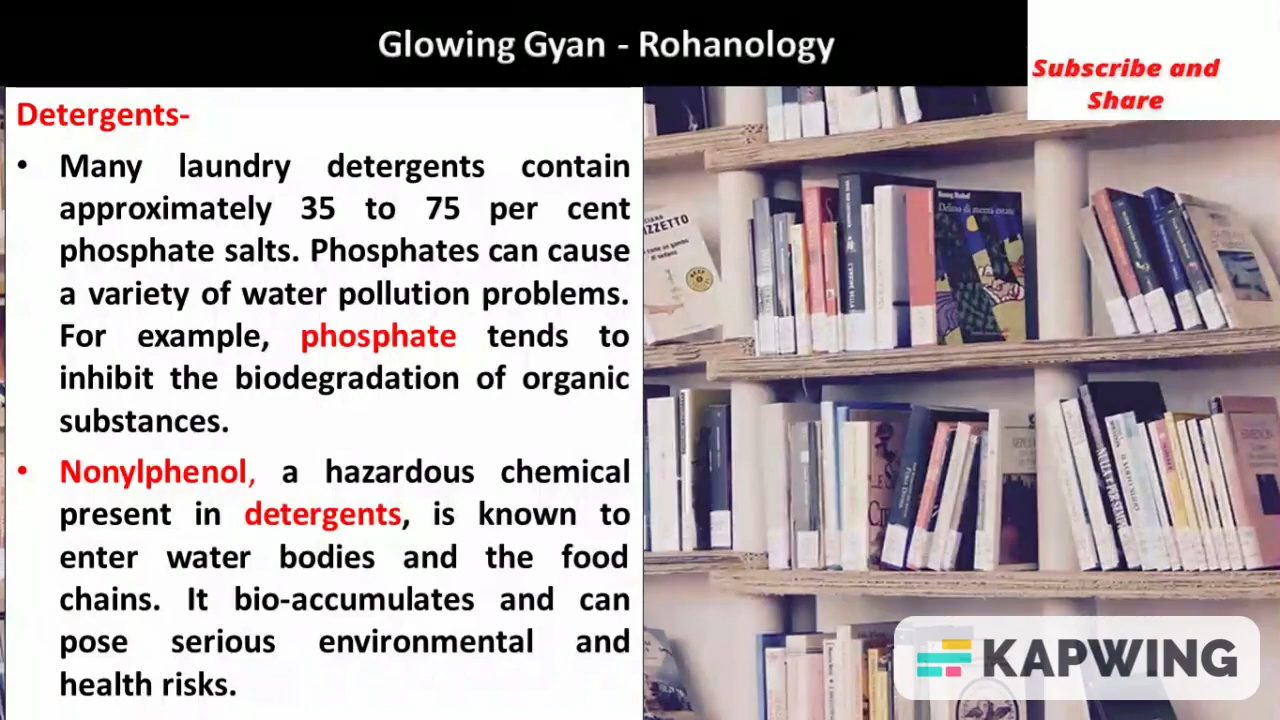 Glowing Gyan - Rohanology
Subscribe and
Share
Detergents-
• Many laundry detergents contain
approximately 35 to 75 per cent
phosphate salts. Phosphates can cause
a variety of water pollution problems.
For example, phosphate tends to
inhibit the biodegradation of organic
substances.
• Nonylphenol, a hazardous chemical
present in detergents, is known to
enter water bodies and the food
chains. It bio-accumulates and can
pose serious environmental and
health risks.
KAPWING